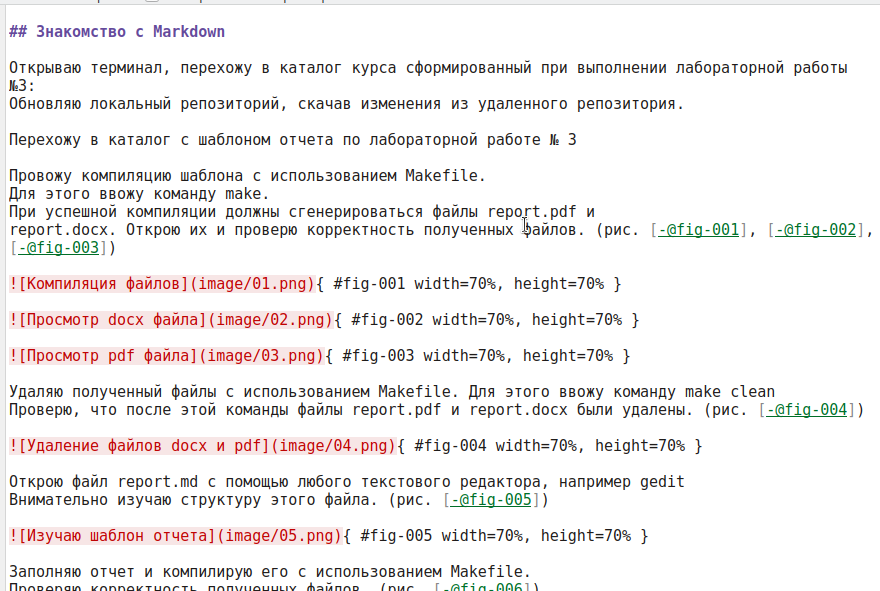 ## Знакомство с Markdown
Открываю терминал, перехожу в каталог курса сформированный при выполнении лабораторной работы
№3:
Обновляю локальный репозиторий, скачав изменения из удаленного репозитория.
Перехожу в каталог с шаблоном отчета по лабораторной работе № 3
Провожу компиляцию шаблона с использованием Makefile.
Для этого ввожу команду make.
При успешной компиляции должны сгенерироваться файлы report.pdf и
report.docx. Открою их и проверю корректность полученных файлов. (рис. [-@fig-001], [-@fig-002],
[-@fig-003])
![Компиляция файлов](image/01.png){ #fig-001 width=70%, height=70% }
![Просмотр docx файла](image/02.png){ #fig-002 width=70%, height=70% }
![Просмотр pdf файла](image/03.png){ #fig-003 width=70%, height=70% }
Удаляю полученный файлы с использованием Makefile. Для этого ввожу команду make clean
Проверю, что после этой команды файлы report.pdf и report.docx были удалены. (рис. [-@fig-004])
![Удаление файлов docx и pdf](image/04.png){ #fig-004 width=70%, height=70% }
Открою файл report.md с помощью любого текстового редактора, например gedit
Внимательно изучаю структуру этого файла. (рис. [-@fig-005])
![Изучаю шаблон отчета](image/05.png){ #fig-005 width=70%, height=70% }
Заполняю отчет и компилирую его с использованием Makefile.
Проверяю корректность полученных файлов. (рис. [-@fig-006])